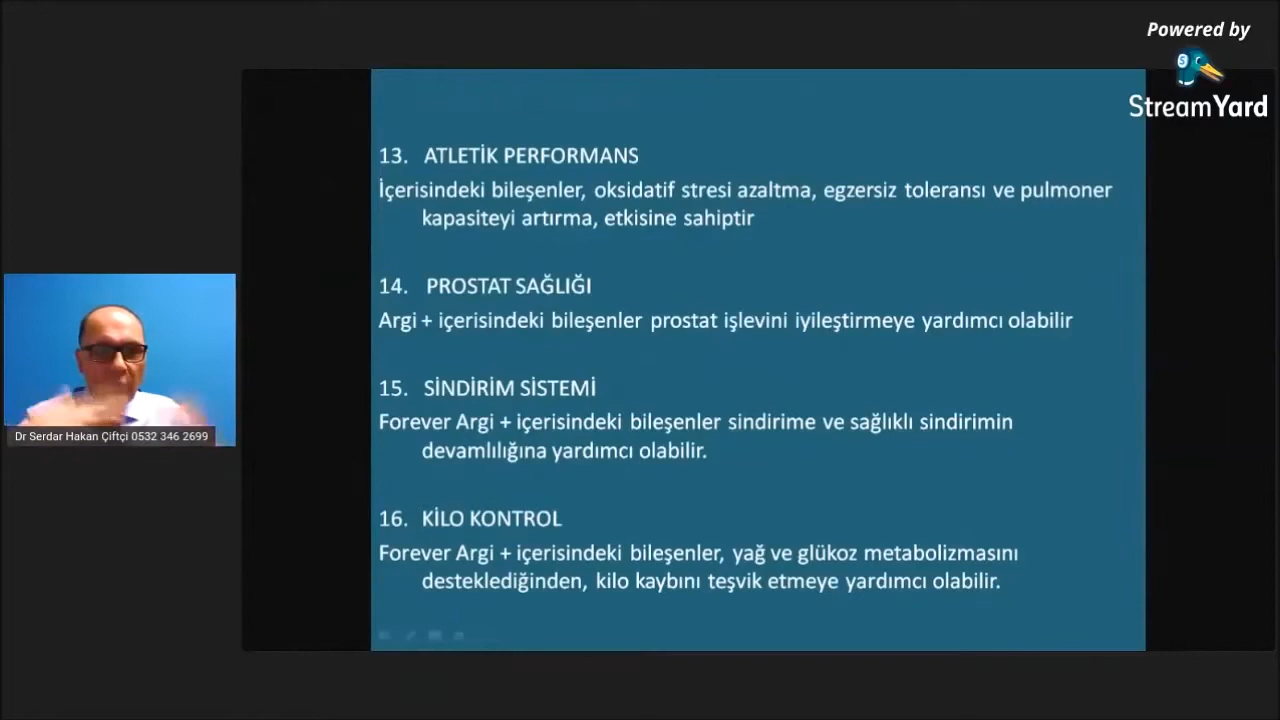 Powered by
StreamYard
13. ATLETİK PERFORMANS
İçerisindeki bileşenler, oksidatif stresi azaltma, egzersiz toleransı ve pulmoner
kapasiteyi artırma, etkisine sahiptir
14. PROSTAT SAĞLIĞI
Argi + içerisindeki bileşenler prostat işlevini iyileştirmeye yardımcı olabilir
15. SİNDİRİM SİSTEMİ
Forever Argi + içerisindeki bileşenler sindirime ve sağlıklı sindirimin
devamlılığına yardımcı olabilir.
16. KİLO KONTROL
Forever Argi + içerisindeki bileşenler, yağ ve glükoz metabolizmasını
desteklediğinden, kilo kaybını teşvik etmeye yardımcı olabilir.
Dr Serdar Hakan Çiftçi 0532 346 2699